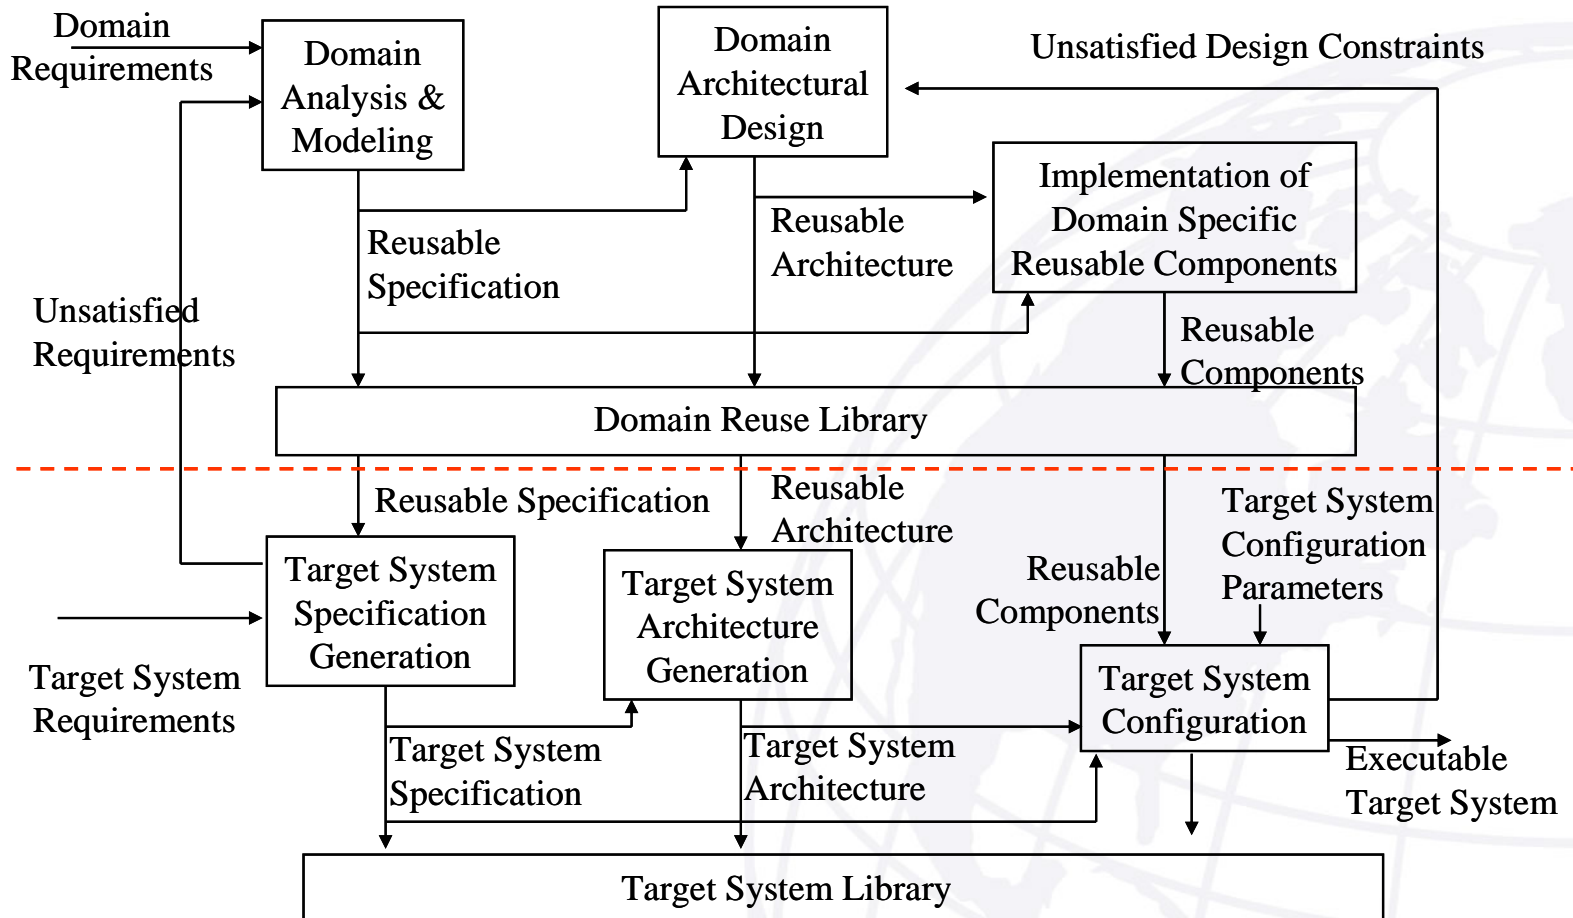 Domain
Requirements
Domain
Analysis &
Modeling
Domain
Architectural
Design
Unsatisfied Design Constraints
Implementation of
Domain Specific
Reusable Components
Reusable
Specification
Reusable
Architecture
Unsatisfied
Requirements
Reusable
Components
Domain Reuse Library
Reusable Specification
Reusable
Architecture
Target System
Configuration
Parameters
Target System
Specification
Generation
Target System
Architecture
Generation
Reusable
Components
Target System
Requirements
Target System
Configuration
Target System
Specification
Target System
Architecture
Executable
Target System
Target System Library